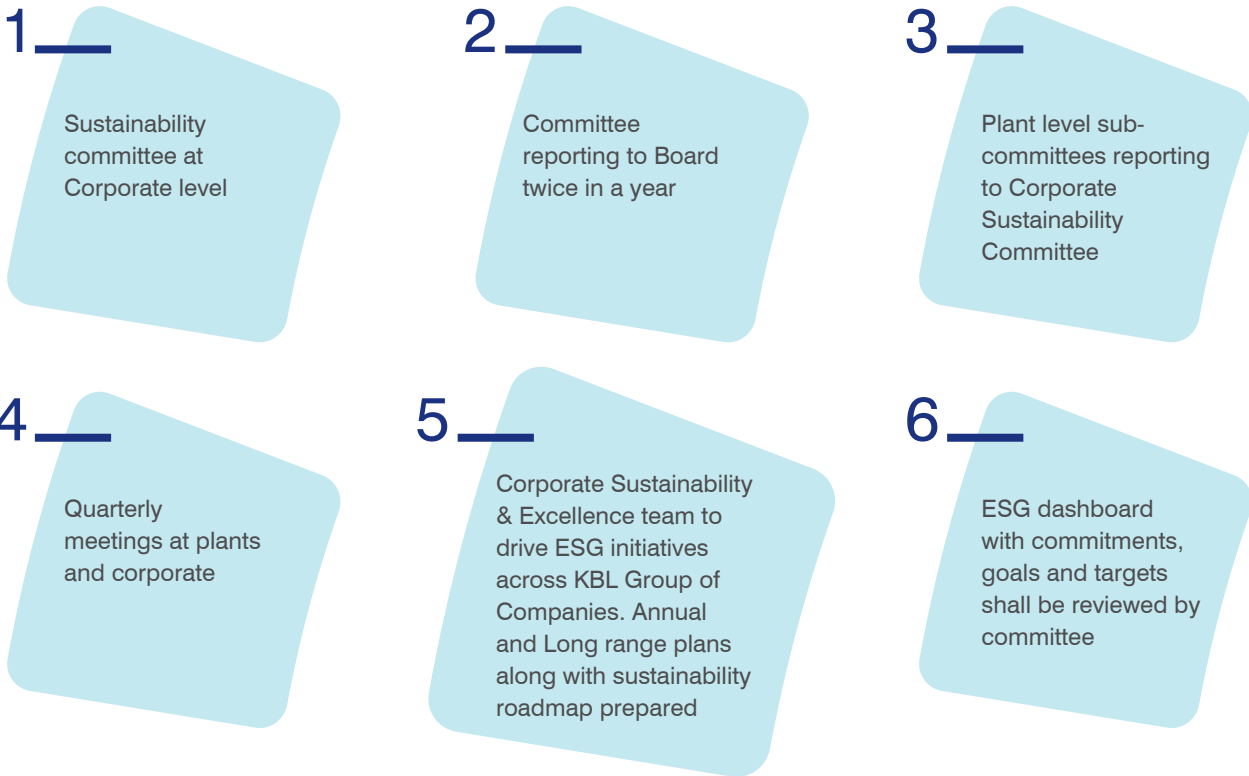 1
Sustainability
committee at
Corporate level
2
Committee
reporting to Board
twice in a year
3
Plant level sub-
committees reporting
to Corporate
Sustainability
Committee
4
Quarterly
meetings at plants
and corporate
5
Corporate Sustainability
& Excellence team to
drive ESG initiatives
across KBL Group of
Companies. Annual
and Long range plans
along with sustainability
roadmap prepared
6
ESG dashboard
with commitments,
goals and targets
shall be reviewed by
committee